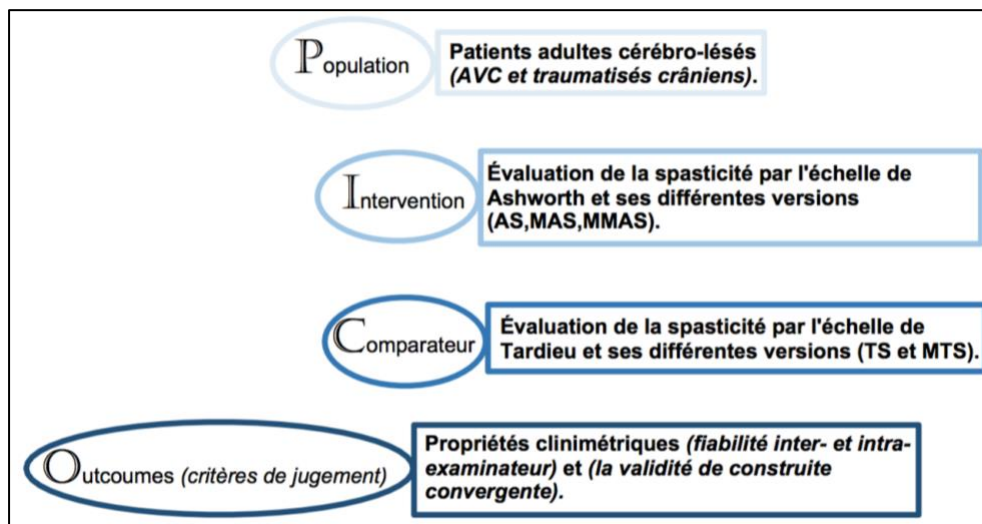 Population
Patients adultes cérébro-lésés
(AVC et traumatisés crâniens).
Intervention
Évaluation de la spasticité par l'échelle de
Ashworth et ses différentes versions
(AS,MAS,MMAS).
Comparateur
Évaluation de la spasticité par l'échelle de
Tardieu et ses différentes versions (TS et MTS).
Outcoumes (critères de jugement)
Propriétés clinimétriques (fiabilité inter- et intra-
examinateur) et (la validité de construite
convergente).